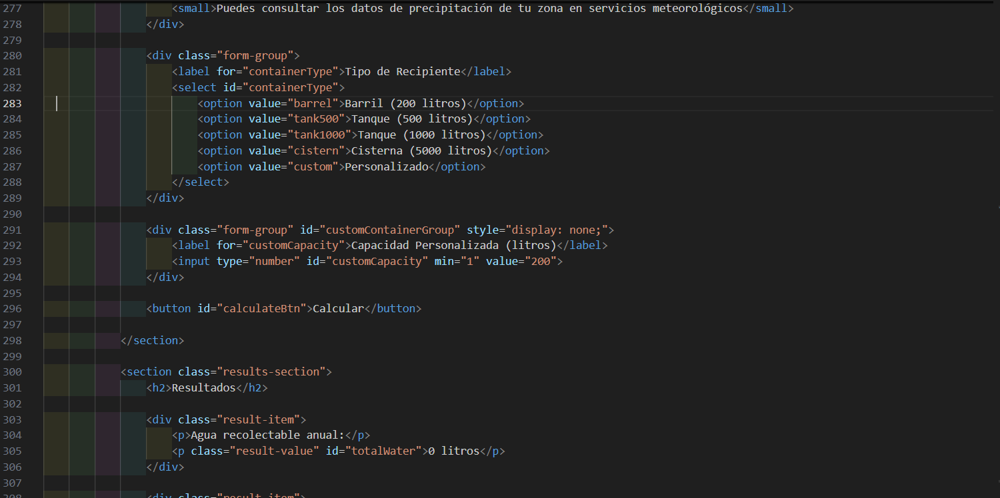 277 <small>Puedes consultar los datos de precipitación de tu zona en servicios meteorológicos</small>
278 </div>
279
280 <div class="form-group">
281 <label for="containerType">Tipo de Recipiente</label>
282 <select id="containerType">
283 <option value="barrel">Barril (200 litros)</option>
284 <option value="tank500">Tanque (500 litros)</option>
285 <option value="tank1000">Tanque (1000 litros)</option>
286 <option value="cistern">Cisterna (5000 litros)</option>
287 <option value="custom">Personalizado</option>
288 </select>
289 </div>
290
291 <div class="form-group" id="customContainerGroup" style="display: none;">
292 <label for="customCapacity">Capacidad Personalizada (litros)</label>
293 <input type="number" id="customCapacity" min="1" value="200">
294 </div>
295
296 <button id="calculateBtn">Calcular</button>
297
298 </section>
299
300 <section class="results-section">
301 <h2>Resultados</h2>
302
303 <div class="result-item">
304 <p>Agua recolectable anual:</p>
305 <p class="result-value" id="totalWater">0 litros</p>
306 </div>
307
308 <div class="result-item">